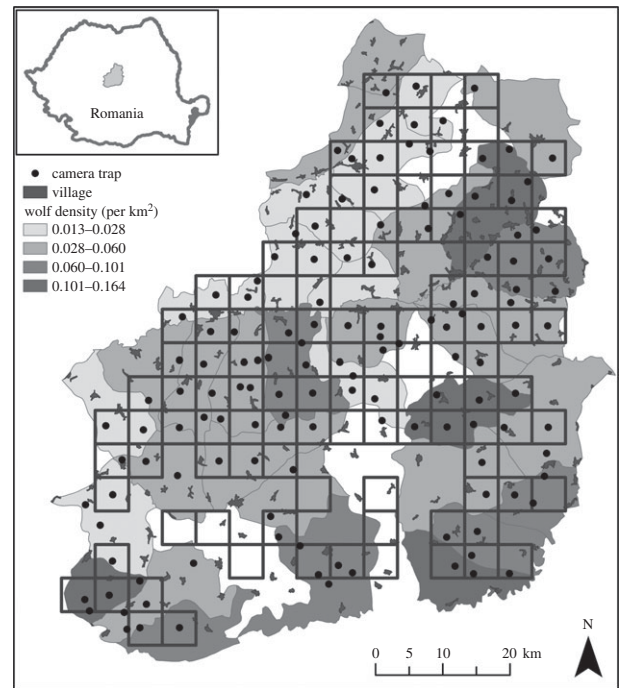 Romania
camera trap
village
wolf density (per km²)
0.013–0.028
0.028–0.060
0.060–0.101
0.101–0.164
N
0 5 10 20 km